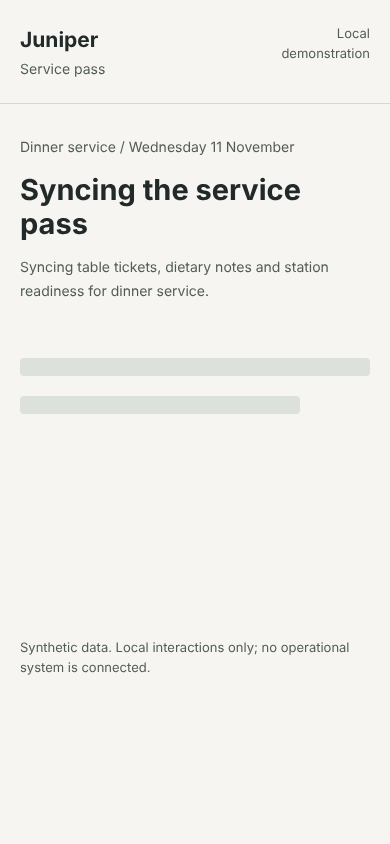 Juniper
Service pass
Local
demonstration
Dinner service / Wednesday 11 November
Syncing the service
pass
Syncing table tickets, dietary notes and station
readiness for dinner service.
Synthetic data. Local interactions only; no operational
system is connected.